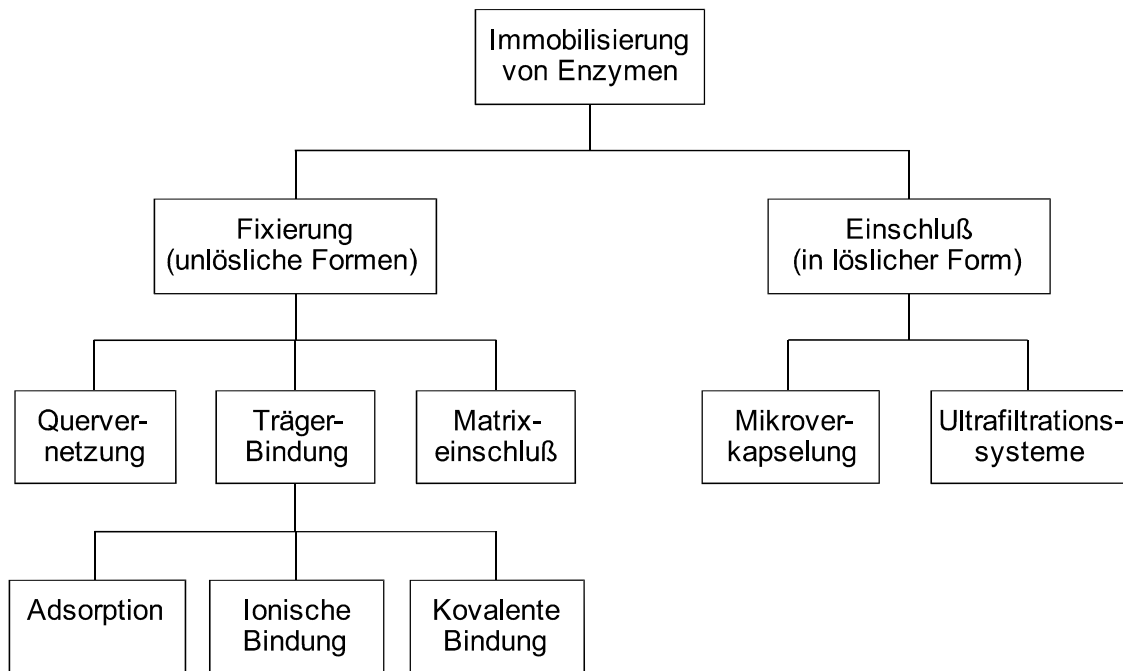 Immobilisierung
von Enzymen
Fixierung
(unlösliche Formen)
Einschluß
(in löslicher Form)
Querver-
netzung
Träger-
Bindung
Matrix-
einschluß
Mikrover-
kapselung
Ultrafiltrations-
systeme
Adsorption
Ionische
Bindung
Kovalente
Bindung